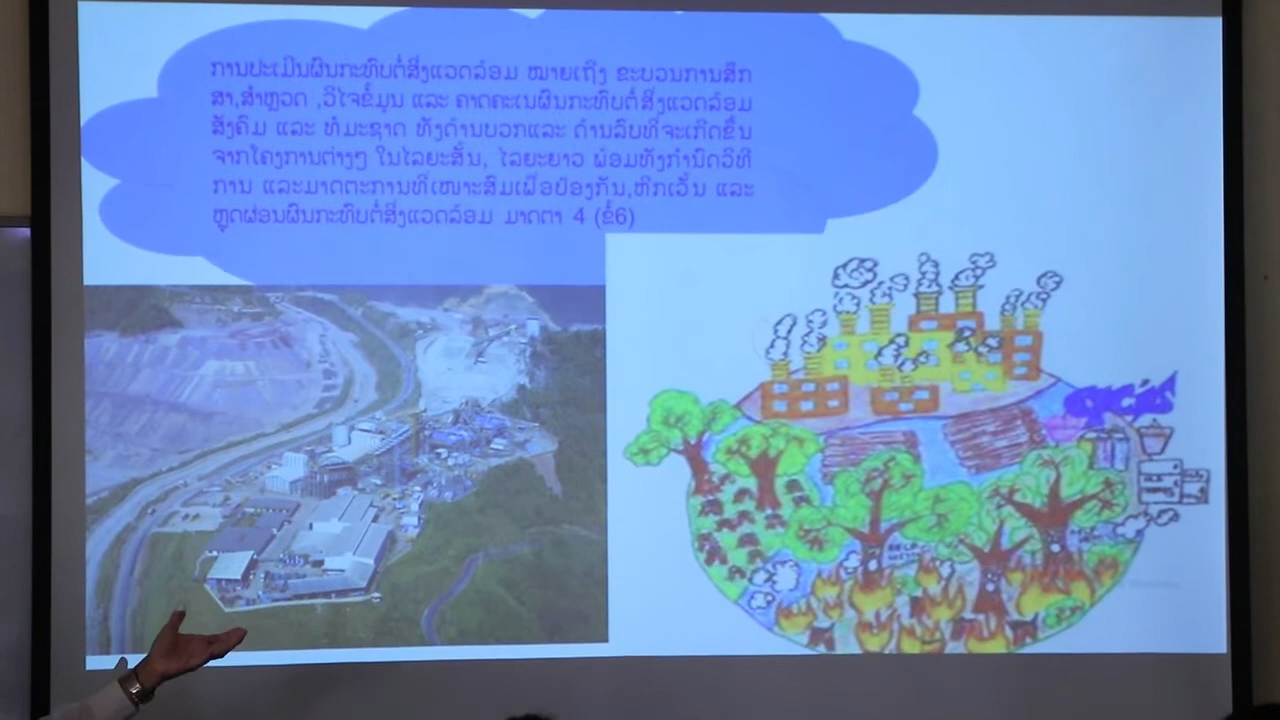 ການປະເມີນຜົນກະທົບຕໍ່ສິ່ງແວດລ້ອມ ໝາຍເຖິງ ຂະບວນການສຶກ
ສາ,ສຳຫຼວດ ,ວິໄຈຂໍ້ມູນ ແລະ ຄາດຄະເນຜົນກະທົບຕໍ່ສິ່ງແວດລ້ອມ
ສັງຄົມ ແລະ ທຳມະຊາດ ທັງດ້ານບວກແລະ ດ້ານລົບທີ່ຈະເກີດຂຶ້ນ
ຈາກໂຄງການຕ່າງໆ ໃນໄລຍະສັ້ນ, ໄລຍະຍາວ ພ້ອມທັງກຳນົດວິທີ
ການ ແລະມາດຕະການທີ່ເໝາະສົມເພື່ອປ້ອງກັນ,ຫຼີກເວັ້ນ ແລະ
ຫຼຸດຜ່ອນຜົນກະທົບຕໍ່ສິ່ງແວດລ້ອມ ມາດຕາ 4 (ຂໍ້6)
HELP